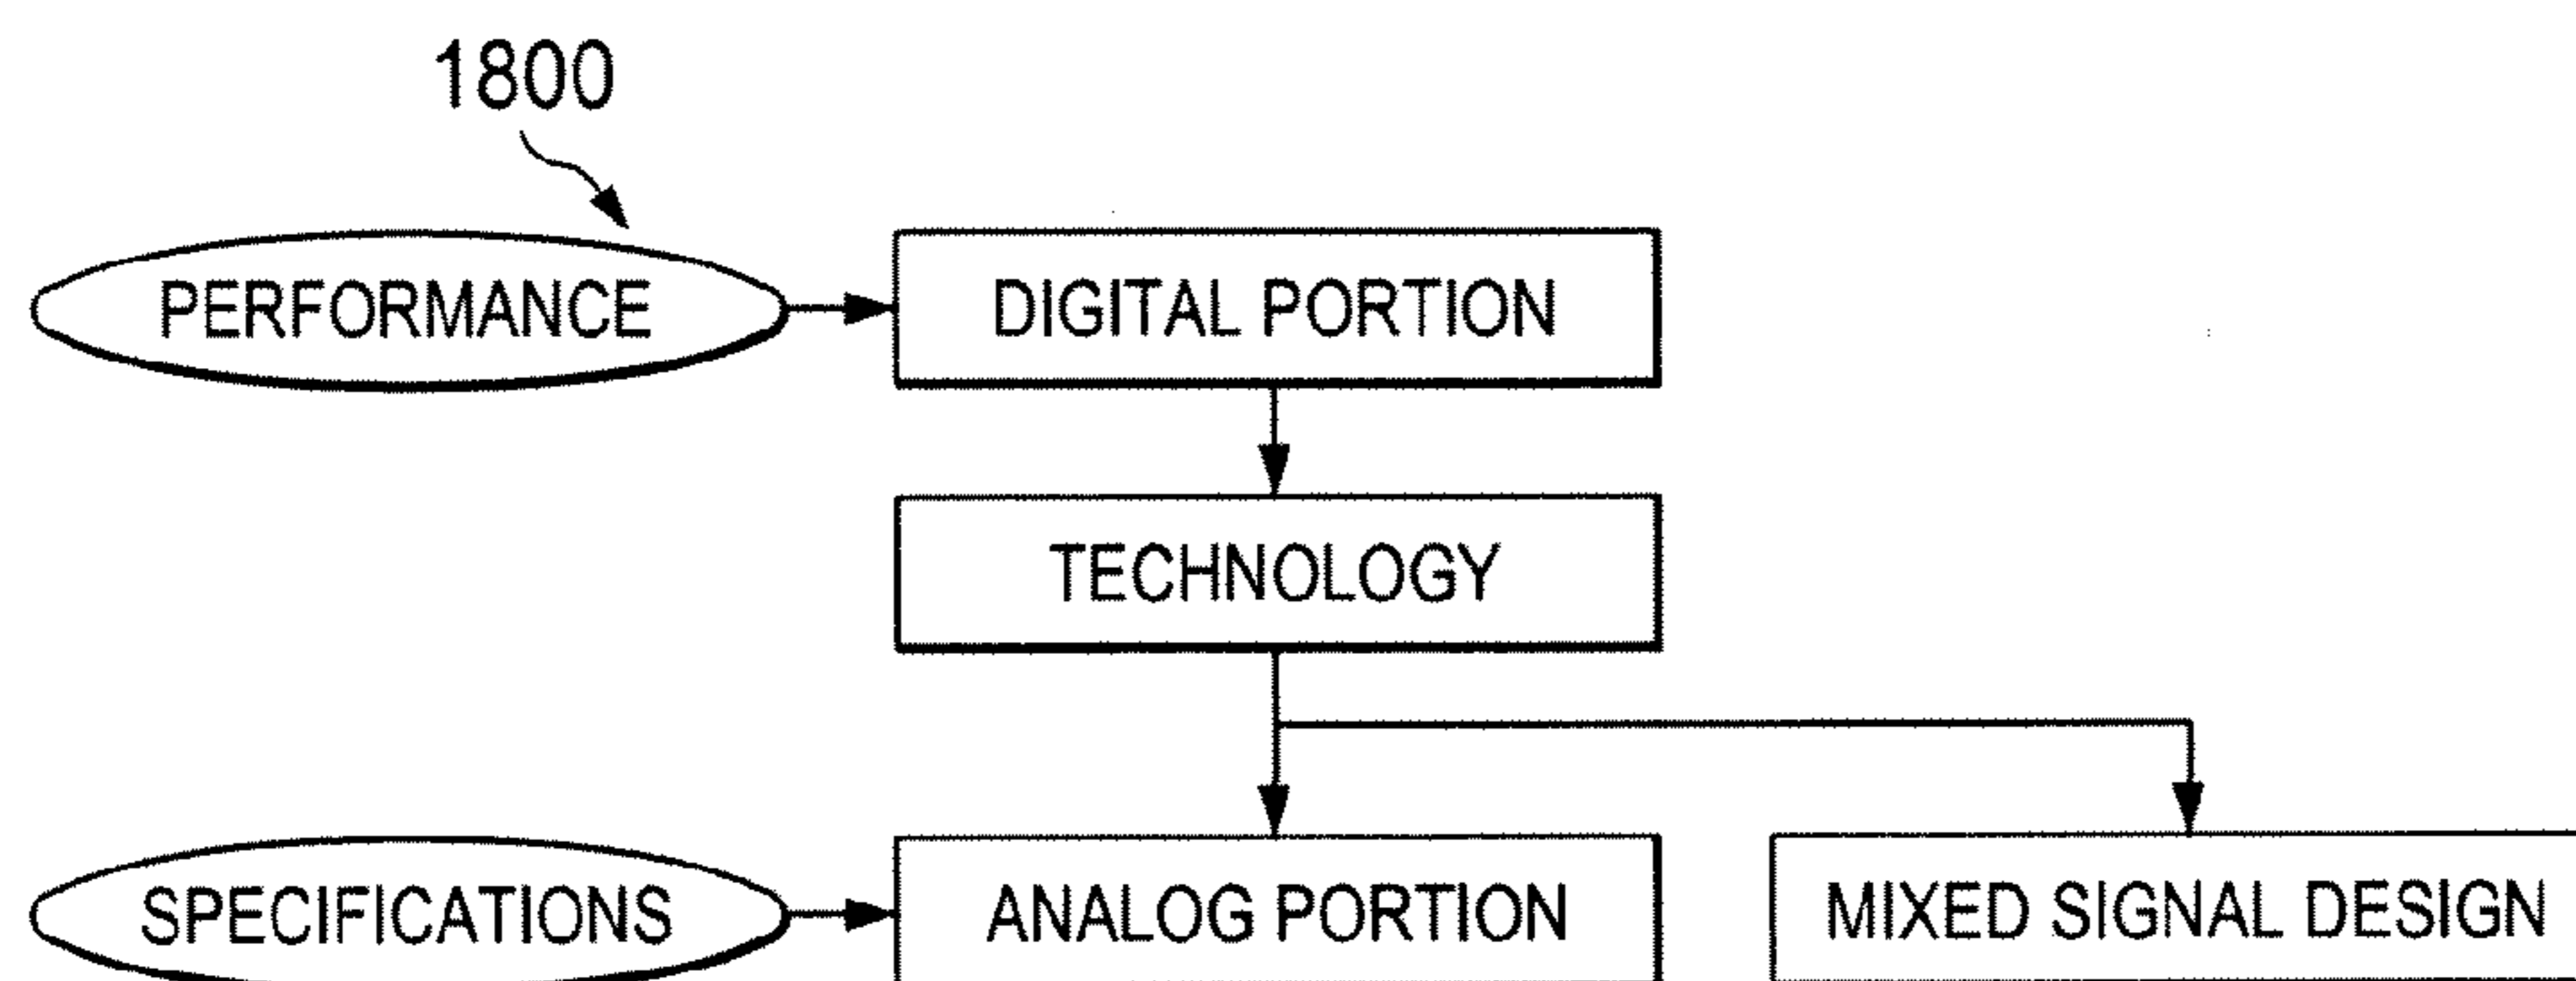 1800
PERFORMANCE
DIGITAL PORTION
TECHNOLOGY
SPECIFICATIONS
ANALOG PORTION
MIXED SIGNAL DESIGN